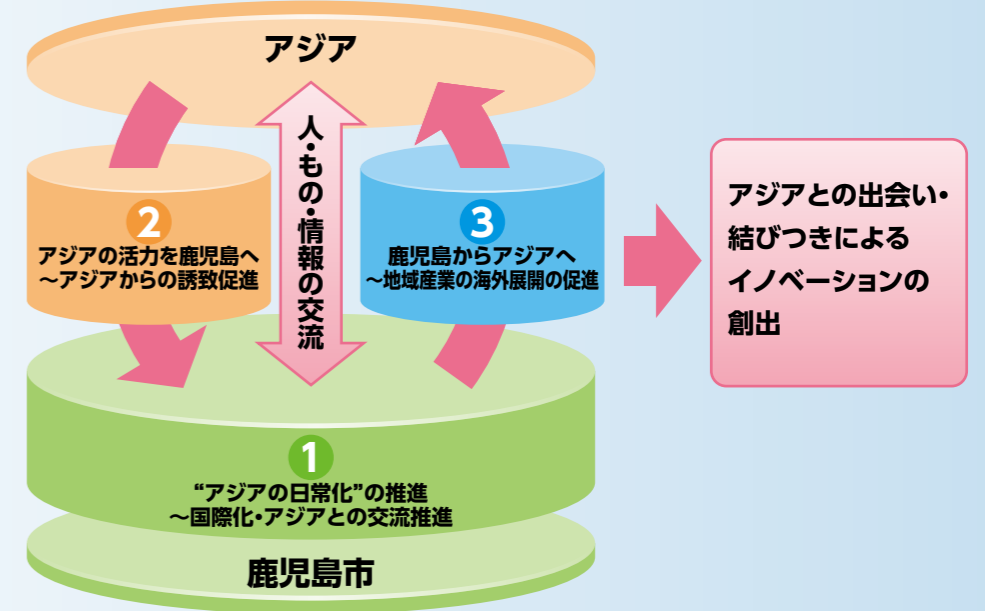 アジア
人・もの・情報の交流
2
アジアの活力を鹿児島へ
～アジアからの誘致促進
3
鹿児島からアジアへ
～地域産業の海外展開の促進
1
“アジアの日常化”の推進
～国際化・アジアとの交流推進
鹿児島市
アジアとの出会い・
結びつきによる
イノベーションの
創出